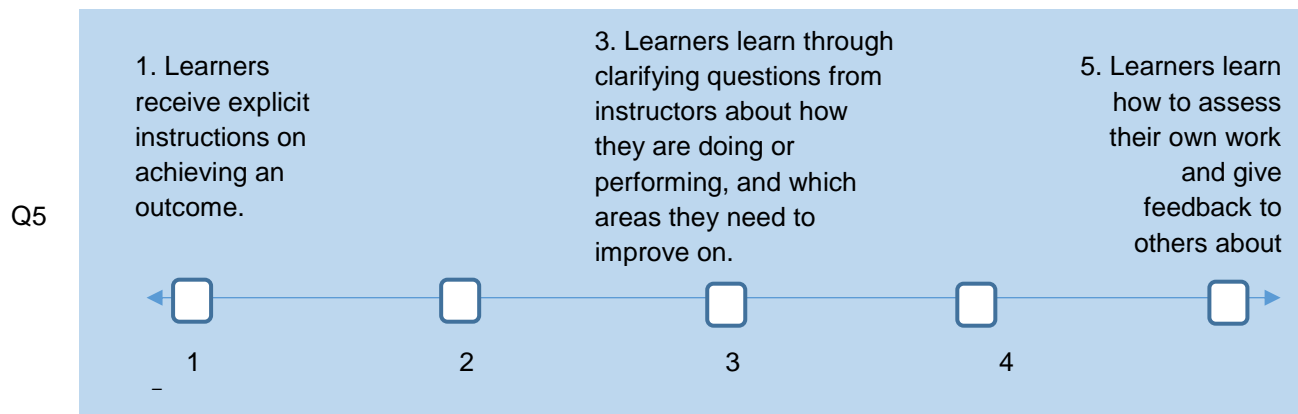 Q5
1. Learners
receive explicit
instructions on
achieving an
outcome.
3. Learners learn through
clarifying questions from
instructors about how
they are doing or
performing, and which
areas they need to
improve on.
5. Learners learn
how to assess
their own work
and give
feedback to
others about
1 2 3 4